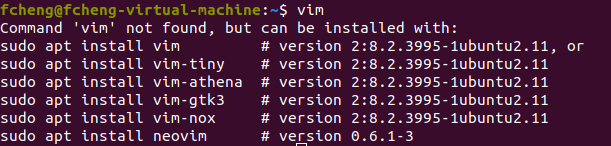 fcheng@fcheng-virtual-machine:~$ vim
Command 'vim' not found, but can be installed with:
sudo apt install vim         # version 2:8.2.3995-1ubuntu2.11, or
sudo apt install vim-tiny    # version 2:8.2.3995-1ubuntu2.11
sudo apt install vim-athena  # version 2:8.2.3995-1ubuntu2.11
sudo apt install vim-gtk3    # version 2:8.2.3995-1ubuntu2.11
sudo apt install vim-nox     # version 2:8.2.3995-1ubuntu2.11
sudo apt install neovim      # version 0.6.1-3